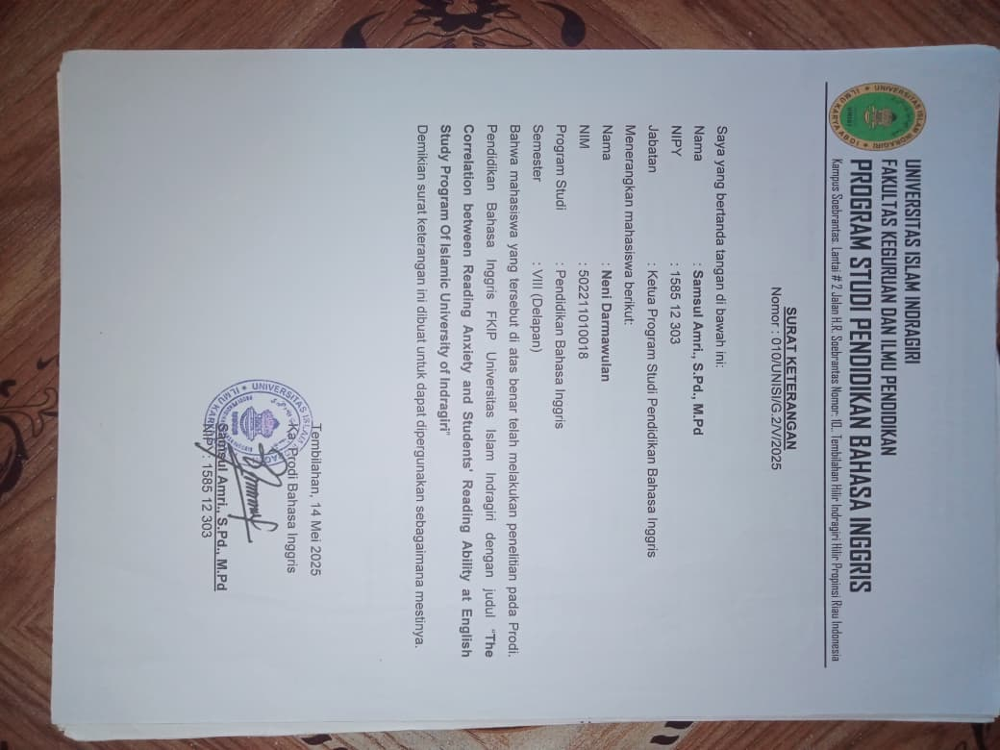 UNIVERSITAS ISLAM INDRAGIRI
FAKULTAS KEGURUAN DAN ILMU PENDIDIKAN
PROGRAM STUDI PENDIDIKAN BAHASA INGGRIS
Kampus Soebrantas. Lantai # 2 Jalan H.R. Soebrantas Nomor: 10.. Tembilahan Hilir Indragiri Hilir Propinsi Riau Indonesia
SURAT KETERANGAN
Nomor : 010/UNISI/G.2/V/2025
Saya yang bertanda tangan di bawah ini:
Nama : Samsul Amri., S.Pd., M.Pd
NIPY : 1585 12 303
Jabatan : Ketua Program Studi Pendidikan Bahasa Inggris
Menerangkan mahasiswa berikut:
Nama : Neni Darmawulan
NIM : 502211010018
Program Studi : Pendidikan Bahasa Inggris
Semester : VIII (Delapan)
Bahwa mahasiswa yang tersebut di atas benar telah melakukan penelitian pada Prodi.
Pendidikan Bahasa Inggris FKIP Universitas Islam Indragiri dengan judul “The
Correlation between Reading Anxiety and Students' Reading Ability at English
Study Program Of Islamic University of Indragiri”
Demikian surat keterangan ini dibuat untuk dapat dipergunakan sebagaimana mestinya.
Tembilahan, 14 Mei 2025
Ka. Prodi Bahasa Inggris
Samsul Amri., S.Pd., M.Pd
NIPY: 1585 12 303